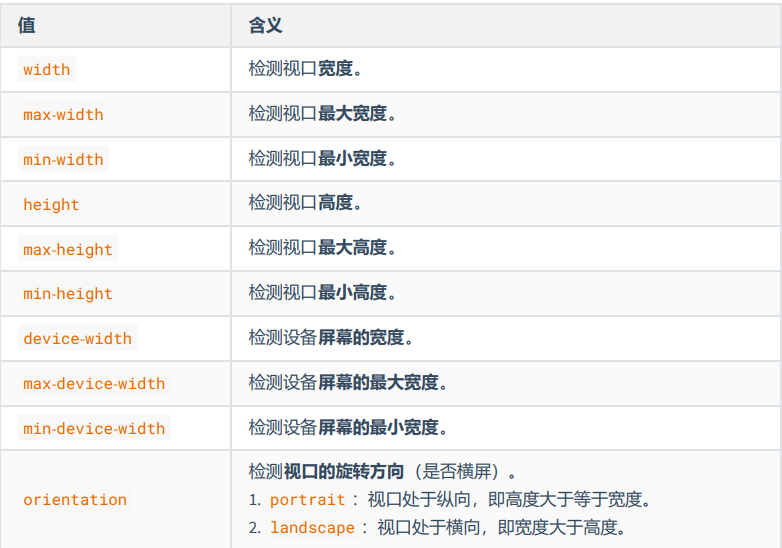 值 含义
width 检测视口宽度。
max-width 检测视口最大宽度。
min-width 检测视口最小宽度。
height 检测视口高度。
max-height 检测视口最大高度。
min-height 检测视口最小高度。
device-width 检测设备屏幕的宽度。
max-device-width 检测设备屏幕的最大宽度。
min-device-width 检测设备屏幕的最小宽度。
检测视口的旋转方向（是否横屏）。
orientation 1. portrait ：视口处于纵向，即高度大于等于宽度。
2. landscape ：视口处于横向，即宽度大于高度。